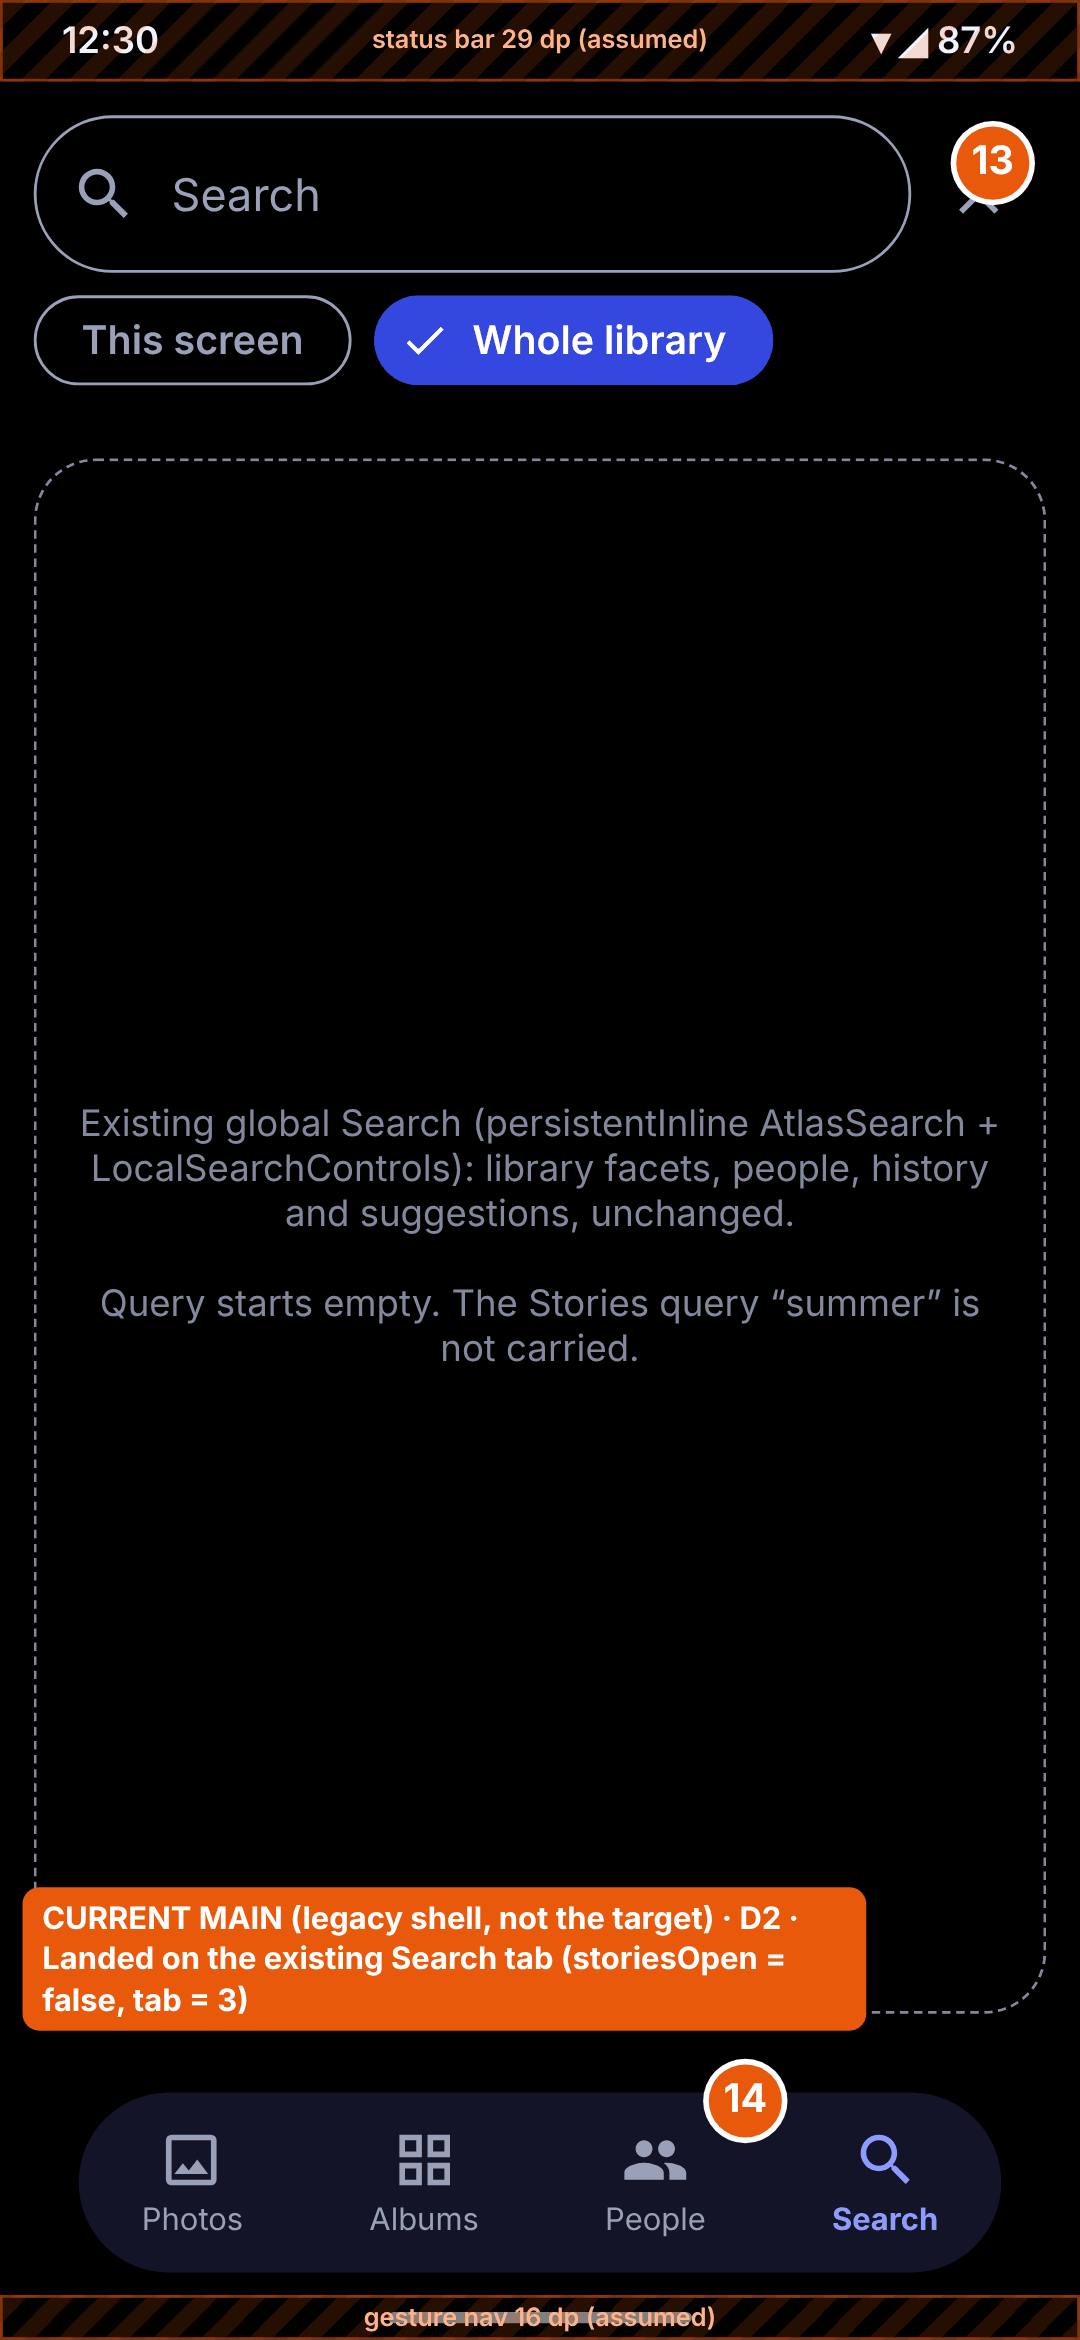 12:30
status bar 29 dp (assumed)
87%
Search
13
This screen
Whole library
Existing global Search (persistentInline AtlasSearch +
LocalSearchControls): library facets, people, history
and suggestions, unchanged.
Query starts empty. The Stories query “summer” is
not carried.
CURRENT MAIN (legacy shell, not the target) · D2 ·
Landed on the existing Search tab (storiesOpen =
false, tab = 3)
14
Photos
Albums
People
Search
gesture nav 16 dp (assumed)